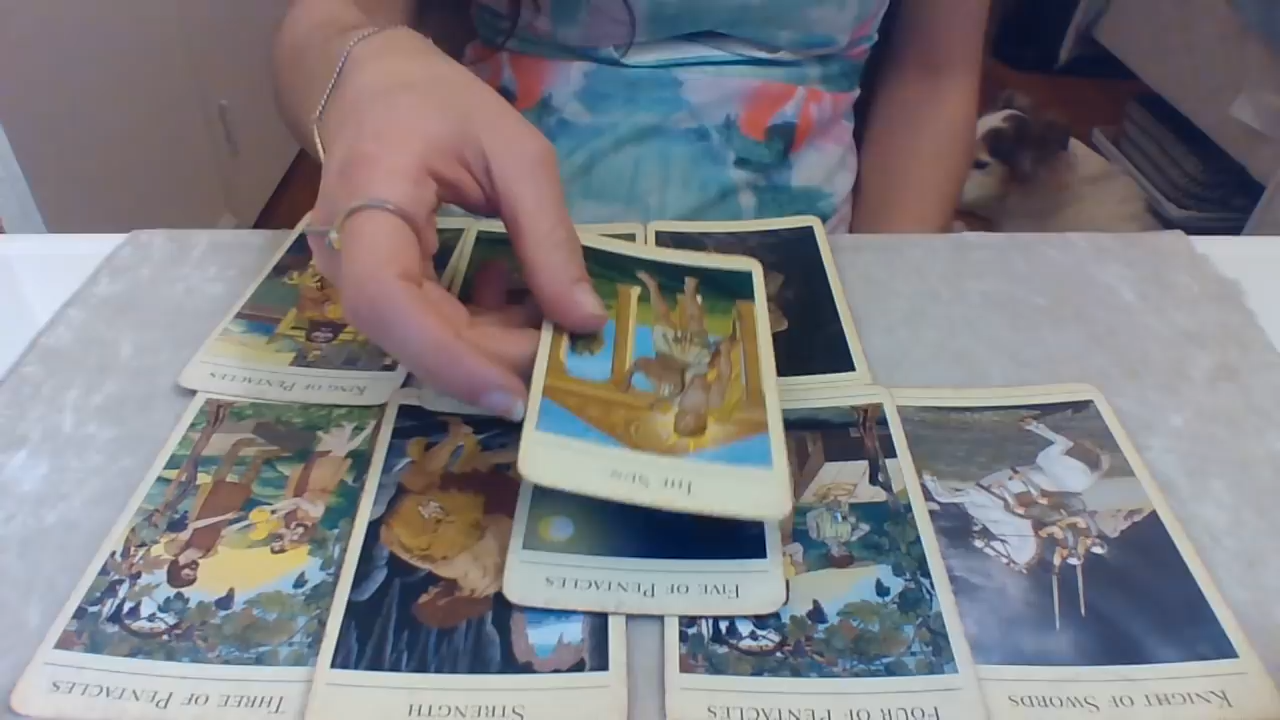 KING OF PENTACLES
THE SUN
FIVE OF PENTACLES
THREE OF PENTACLES
STRENGTH
FOUR OF PENTACLES
KNIGHT OF SWORDS